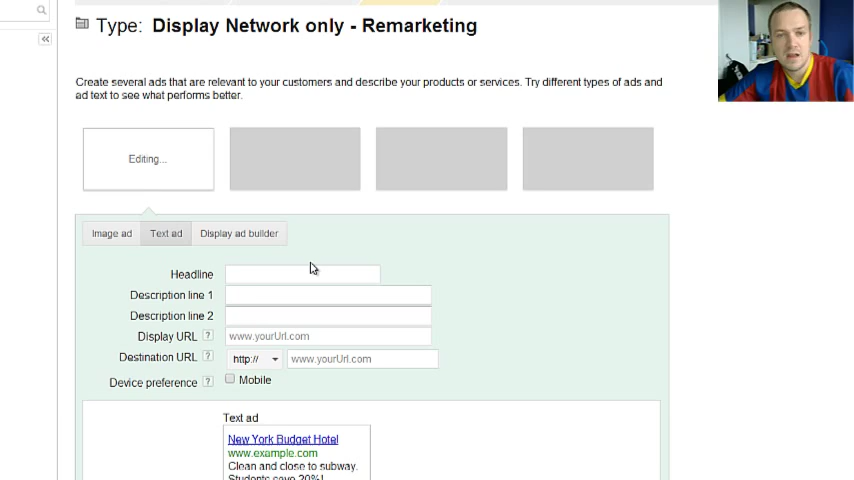 Type: Display Network only - Remarketing
Create several ads that are relevant to your customers and describe your products or services. Try different types of ads and
ad text to see what performs better.
Editing...
Image ad Text ad Display ad builder
Headline
Description line 1
Description line 2
Display URL ? www.yourUrl.com
Destination URL ? http:// www.yourUrl.com
Device preference ? Mobile
Text ad
New York Budget Hotel
www.example.com
Clean and close to subway.
Students save 20%!